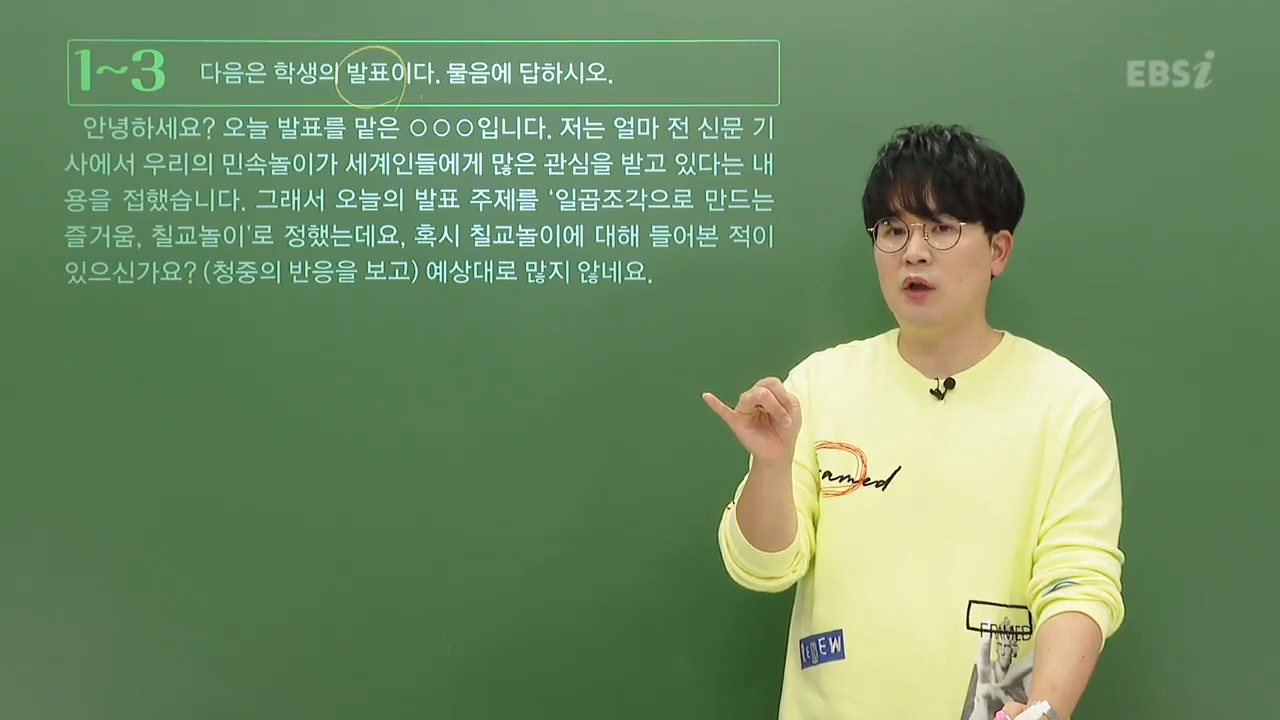 1~3 다음은 학생의 발표이다. 물음에 답하시오.
EBSi
안녕하세요? 오늘 발표를 맡은 ○○○입니다. 저는 얼마 전 신문 기
사에서 우리의 민속놀이가 세계인들에게 많은 관심을 받고 있다는 내
용을 접했습니다. 그래서 오늘의 발표 주제를 ‘일곱조각으로 만드는
즐거움, 칠교놀이’로 정했는데요, 혹시 칠교놀이에 대해 들어본 적이
있으신가요? (청중의 반응을 보고) 예상대로 많지 않네요.
FRAMED